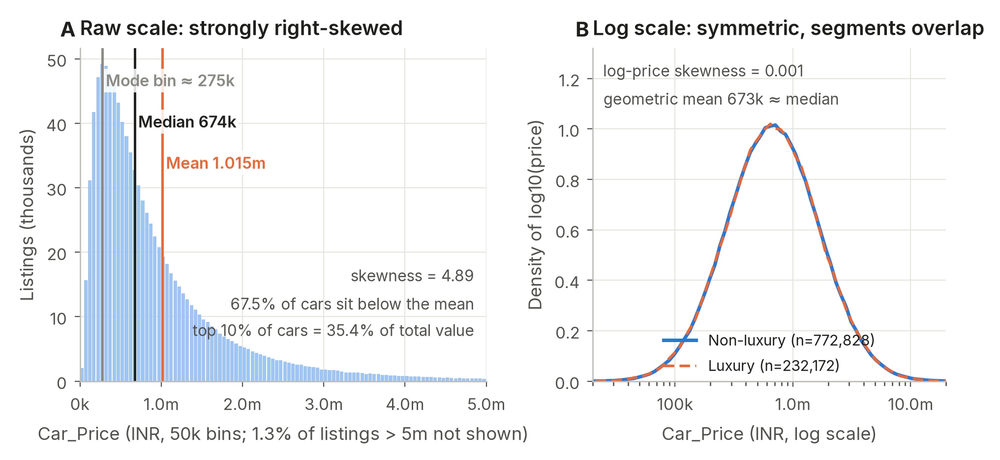 A Raw scale: strongly right-skewed
Listings (thousands)
50
40
30
20
10
0
Mode bin ≈ 275k
Median 674k
Mean 1.015m
skewness = 4.89
67.5% of cars sit below the mean
top 10% of cars = 35.4% of total value
0k 1.0m 2.0m 3.0m 4.0m 5.0m
Car_Price (INR, 50k bins; 1.3% of listings > 5m not shown)
B Log scale: symmetric, segments overlap
Density of log10(price)
1.2
1.0
0.8
0.6
0.4
0.2
0.0
log-price skewness = 0.001
geometric mean 673k ≈ median
Non-luxury (n=772,828)
Luxury (n=232,172)
100k 1.0m 10.0m
Car_Price (INR, log scale)